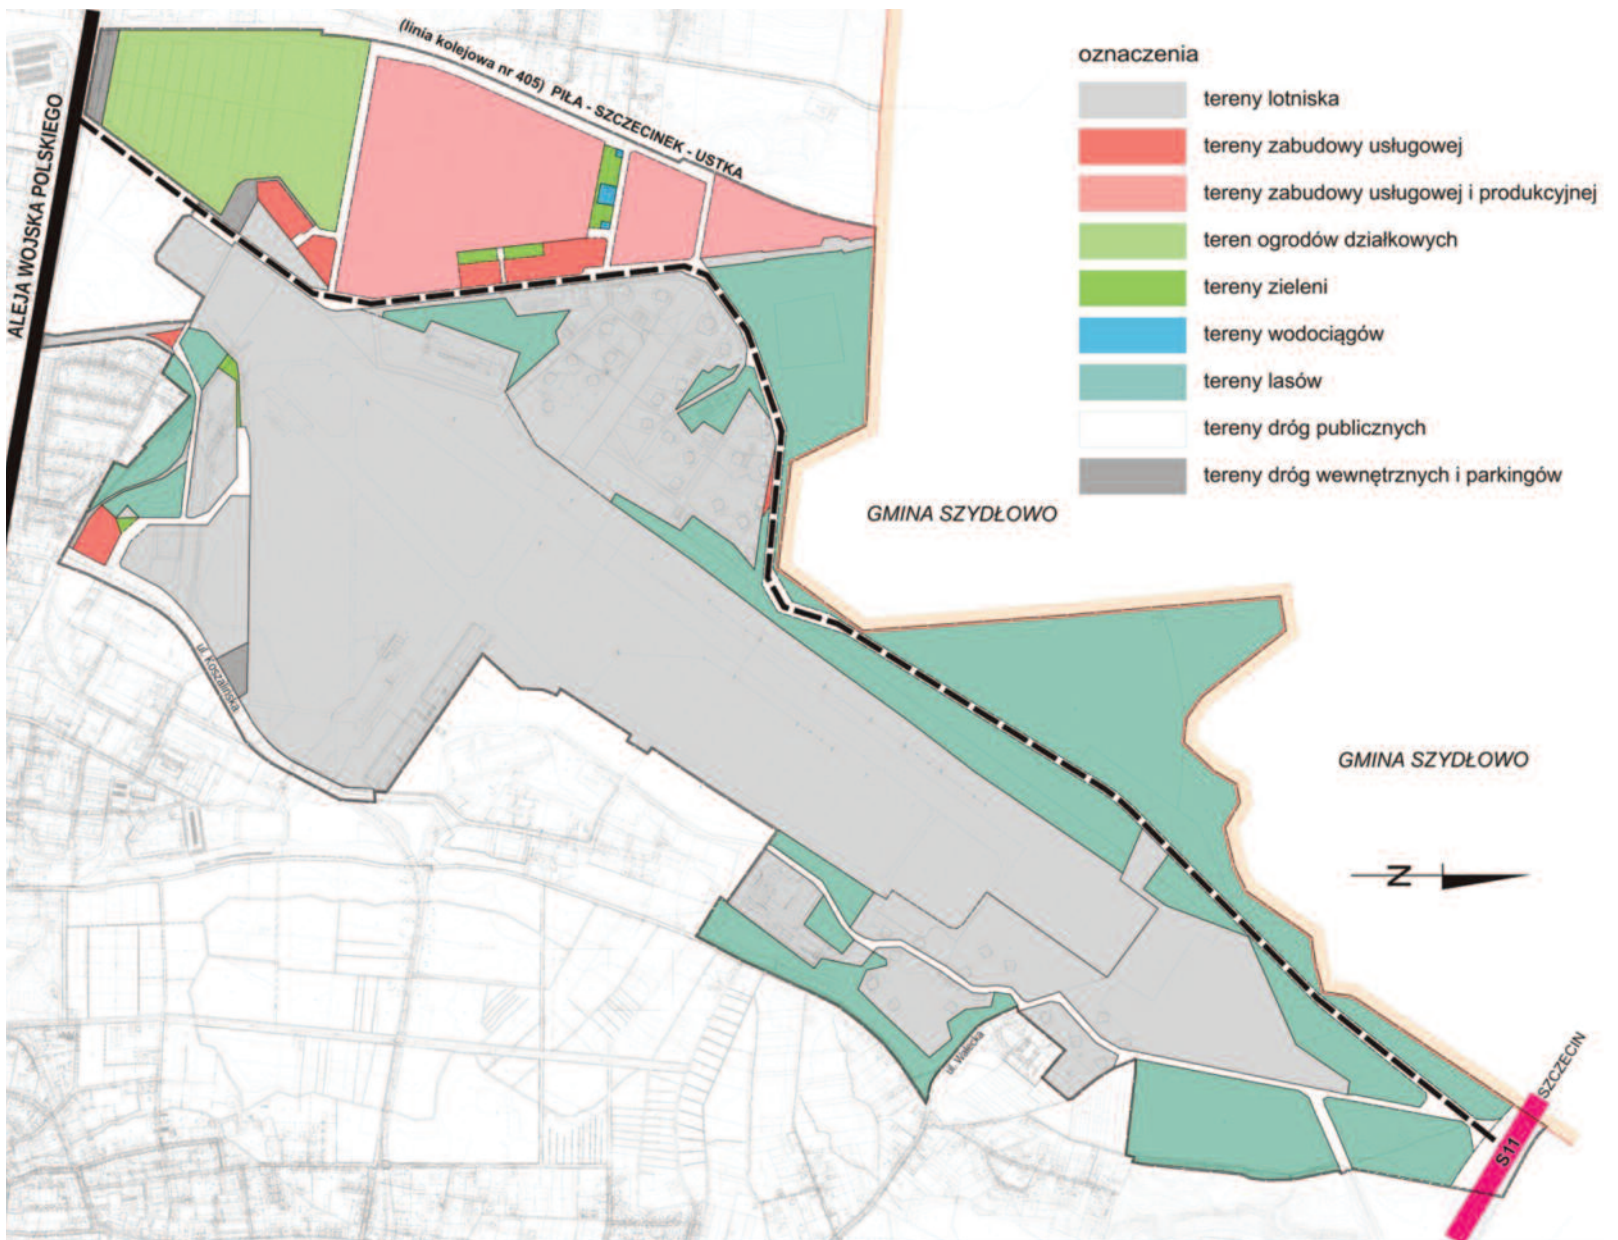 (linia kolejowa nr 405) PIŁA - SZCZECINEK - USTKA
ALEJA WOJSKA POLSKIEGO
oznaczenia
tereny lotniska
tereny zabudowy usługowej
tereny zabudowy usługowej i produkcyjnej
teren ogrodów działkowych
tereny zieleni
tereny wodociągów
tereny lasów
tereny dróg publicznych
tereny dróg wewnętrznych i parkingów
GMINA SZYDŁOWO
GMINA SZYDŁOWO
ul. Koszalińska
N
ul. Wałecka
SZCZECIN
S11